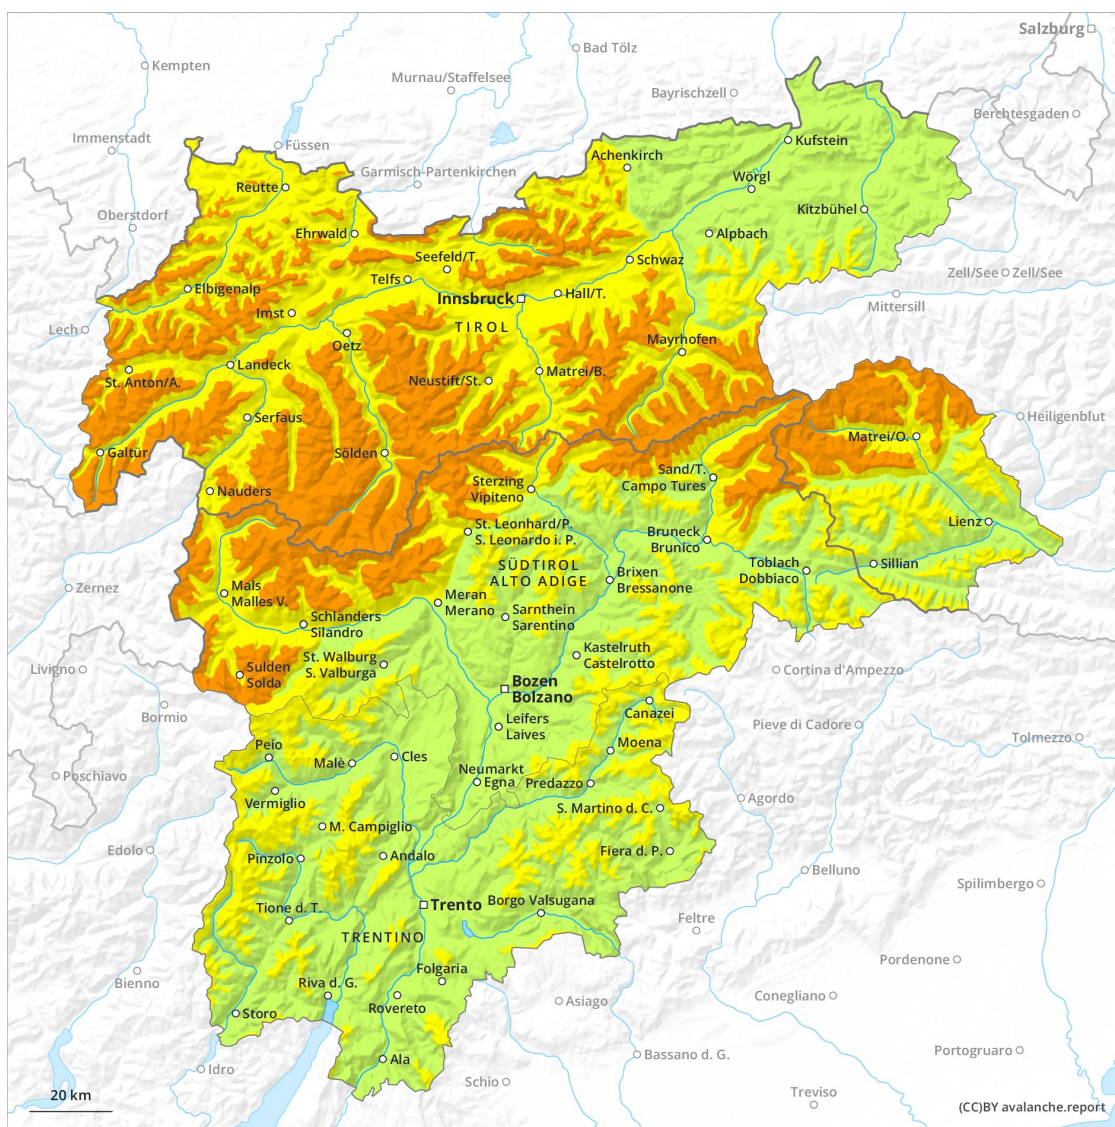 Salzburg
Bad Tölz
Kempten
Murnau/Staffelsee
Bayrischzell
Berchtesgaden
Immenstadt
Füssen
Kufstein
Achenkirch
Garmisch-Partenkirchen
Wörgl
Reutte
Oberstdorf
Kitzbühel
Ehrwald
Alpbach
Seefeld/T.
Schwaz
Zell/See
Zell/See
Telfs
Elbigenalp
Hall/T.
Innsbruck
Mittersill
Imst
TIROL
Lech
Oetz
Mayrhofen
Landeck
Matrei/B.
St. Anton/A.
Neustift/St.
Serfaus
Heiligenblut
Matrei/O.
Galtür
Sölden
Sand/T.
Campo Tures
Sterzing
Vipiteno
Nauders
Lienz
St. Leonhard/P.
S. Leonardo i. P.
Bruneck
Brunico
SÜDTIROL
ALTO ADIGE
Toblach
Dobbiaco
Sillian
Brixen
Bressanone
Zernez
Mals
Malles V.
Meran
Merano
Sarnthein
Sarentino
Schlanders
Silandro
Kastelruth
Castelrotto
Livigno
St. Walburg
S. Valburga
Sulden
Solda
Cortina d'Ampezzo
Bozen
Bolzano
Bormio
Canazei
Leifers
Laives
Pieve di Cadore
Tolmezzo
Peio
Moena
Cles
Malè
Poschiavo
Neumarkt
Egna
Predazzo
Vermiglio
Agordo
S. Martino d. C.
M. Campiglio
Edolo
Andalo
Fiera d. P.
Pinzolo
Belluno
Spilimbergo
Borgo Valsugana
Trento
Tione d. T.
Feltre
TRENTINO
Pordenone
Bienno
Folgaria
Riva d. G.
Conegliano
Asiago
Rovereto
Storo
Portogruaro
Bassano d. G.
Ala
Idro
Schio
Treviso
20 km
(CC)BY avalanche.report